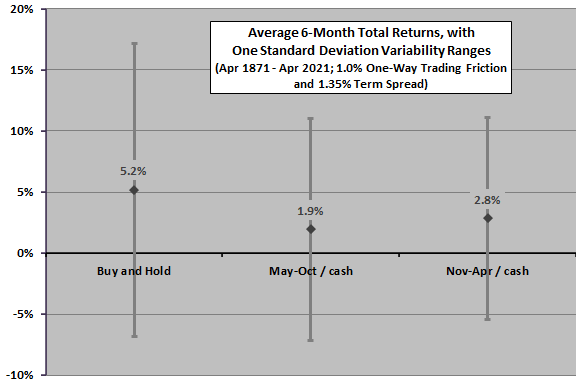 20%
Average 6-Month Total Returns, with
One Standard Deviation Variability Ranges
(Apr 1871 - Apr 2021; 1.0% One-Way Trading Friction
and 1.35% Term Spread)
15%
10%
5.2%
5%
1.9%
2.8%
0%
Buy and Hold
May-Oct / cash
Nov-Apr / cash
-5%
-10%